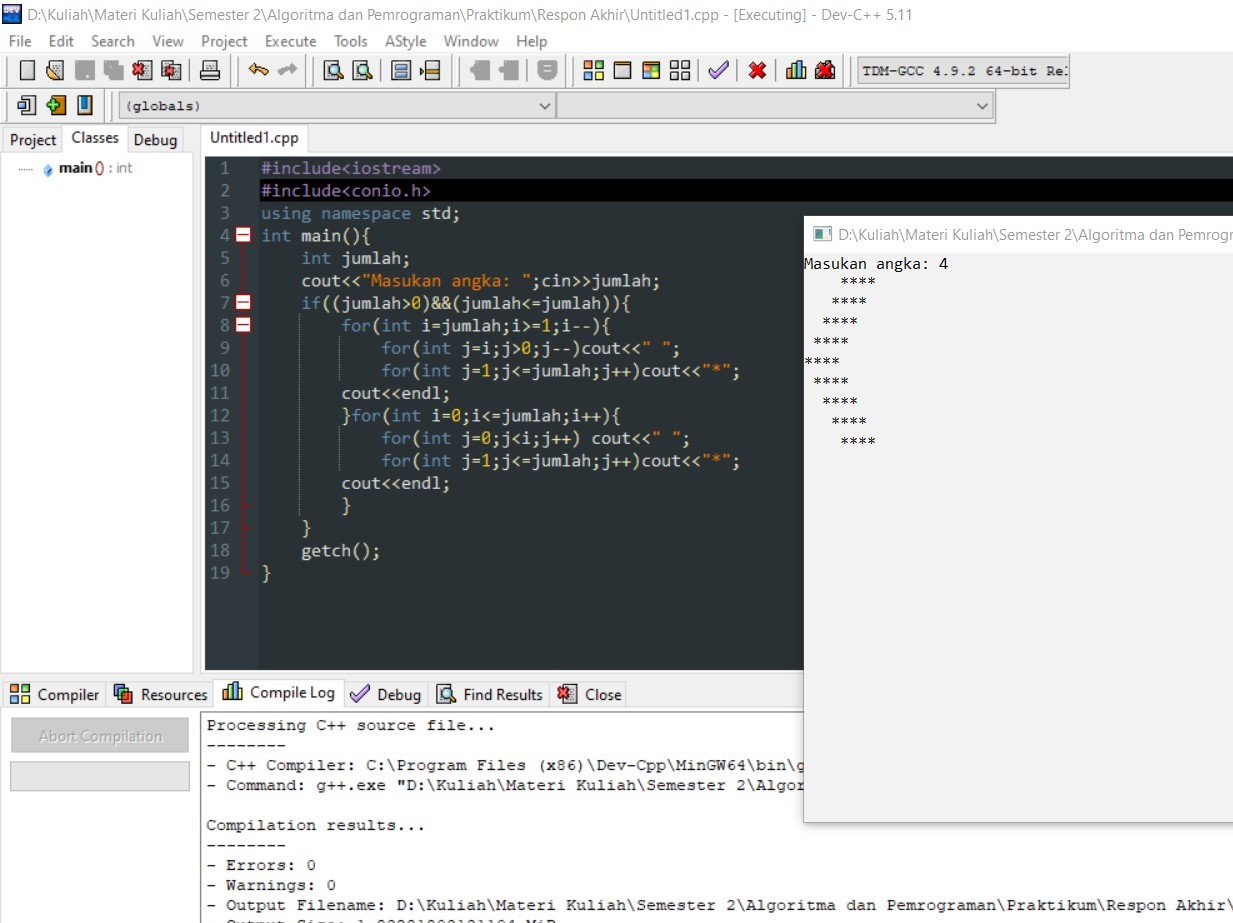 D:\Kuliah\Materi Kuliah\Semester 2\Algoritma dan Pemrograman\Praktikum\Respon Akhir\Untitled1.cpp - [Executing] - Dev-C++ 5.11
File Edit Search View Project Execute Tools AStyle Window Help
TDM-GCC 4.9.2 64-bit Re
(globals)
Project Classes Debug
main () : int
Untitled1.cpp
1 #include<iostream>
2 #include<conio.h>
3 using namespace std;
4 int main(){
5     int jumlah;
6     cout<<"Masukan angka: ";cin>>jumlah;
7     if((jumlah>0)&&(jumlah<=jumlah)){
8         for(int i=jumlah;i>=1;i--){
9             for(int j=i;j>0;j--)cout<<" ";
10             for(int j=1;j<=jumlah;j++)cout<<"*";
11         cout<<endl;
12         }for(int i=0;i<=jumlah;i++){
13             for(int j=0;j<i;j++) cout<<" ";
14             for(int j=1;j<=jumlah;j++)cout<<"*";
15         cout<<endl;
16         }
17     }
18     getch();
19 }
D:\Kuliah\Materi Kuliah\Semester 2\Algoritma dan Pemrogr
Masukan angka: 4
    ****
   ****
  ****
 ****
****
 ****
  ****
   ****
    ****
Compiler Resources Compile Log Debug Find Results Close
Abort Compilation
Processing C++ source file...
--------
- C++ Compiler: C:\Program Files (x86)\Dev-Cpp\MinGW64\bin\g
- Command: g++.exe "D:\Kuliah\Materi Kuliah\Semester 2\Algor
Compilation results...
--------
- Errors: 0
- Warnings: 0
- Output Filename: D:\Kuliah\Materi Kuliah\Semester 2\Algoritma dan Pemrograman\Praktikum\Respon Akhir\